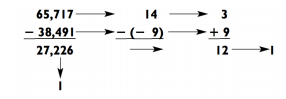 65,717 → 14 → 3
− 38,491 → − (− 9) → + 9
27,226 → 12 → 1
↓
1